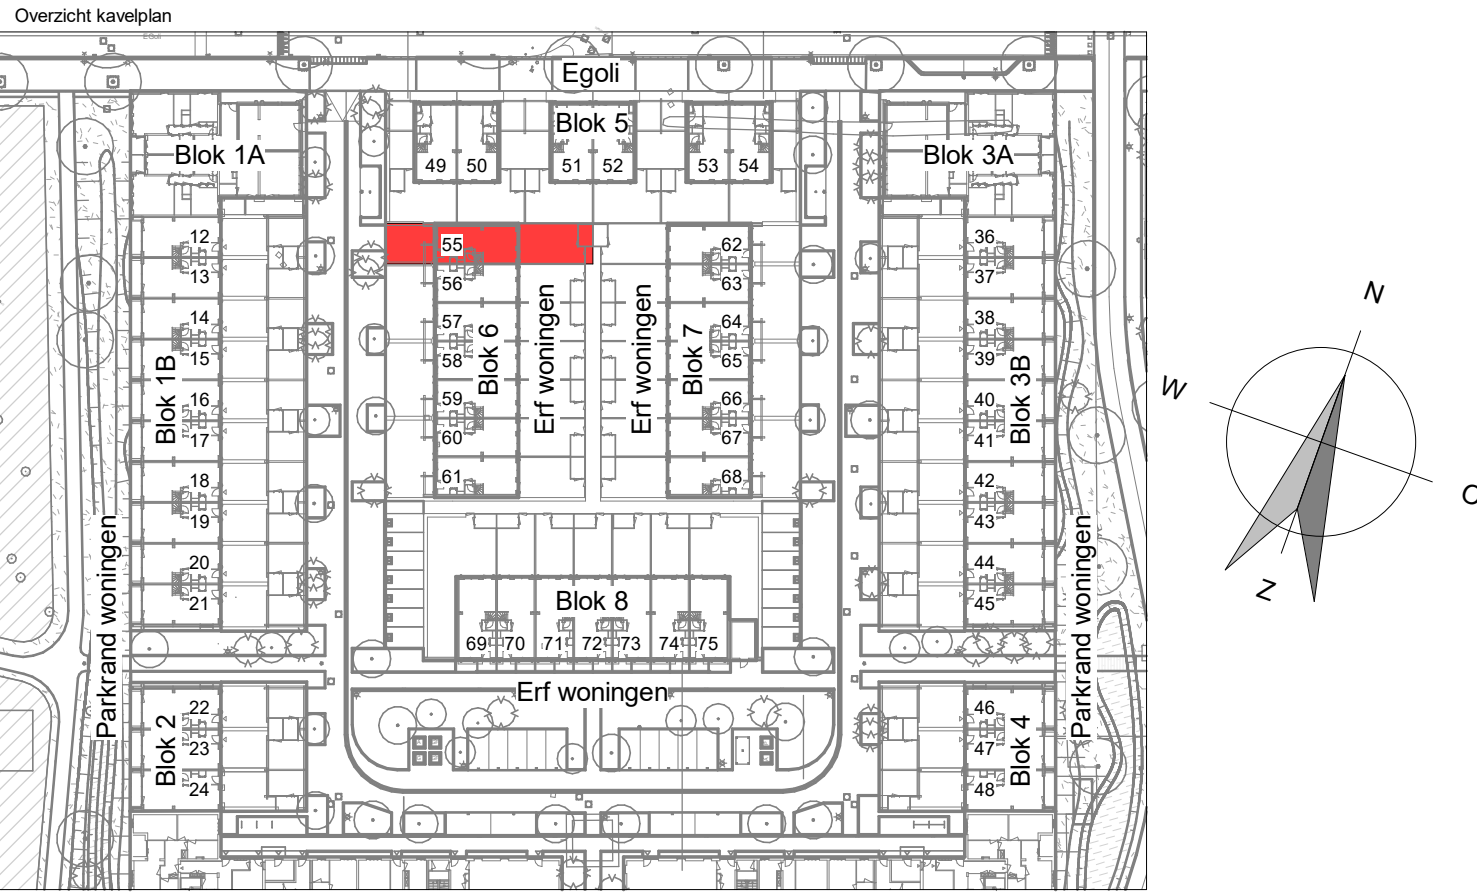 Overzicht kavelplan
Egoli
Egoli
Blok 1A
Blok 5
Blok 3A
49
50
51
52
53
54
12
13
14
15
16
17
18
19
20
21
Blok 1B
55
56
57
58
59
60
61
Blok 6
Erf woningen
Erf woningen
Blok 7
62
63
64
65
66
67
68
36
37
38
39
40
41
42
43
44
45
Blok 3B
Blok 8
69
70
71
72
73
74
75
Erf woningen
Parkrand woningen
Parkrand woningen
Blok 2
22
23
24
46
47
48
Blok 4
N
W
O
Z